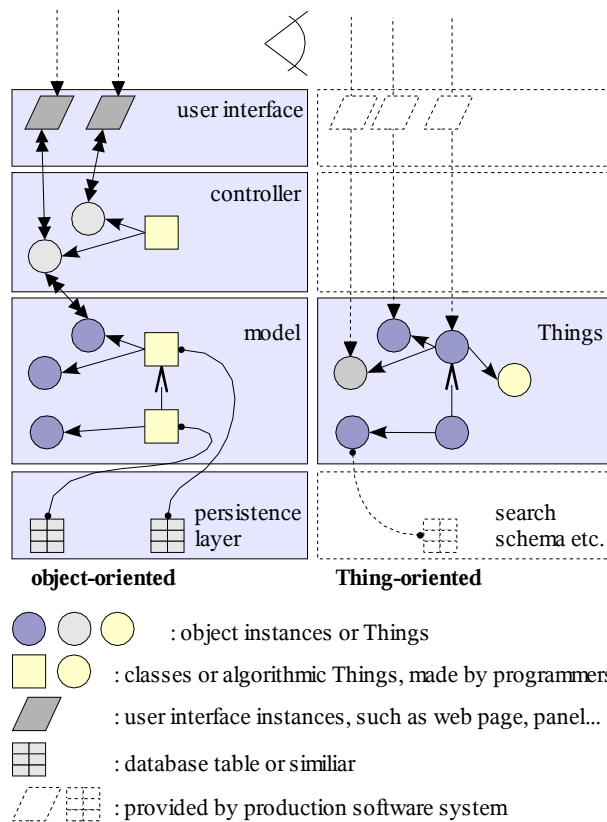 user interface
controller
model
Things
persistence
layer
search
schema etc.
object-oriented
Thing-oriented
: object instances or Things
: classes or algorithmic Things, made by programmers
: user interface instances, such as web page, panel...
: database table or similiar
: provided by production software system